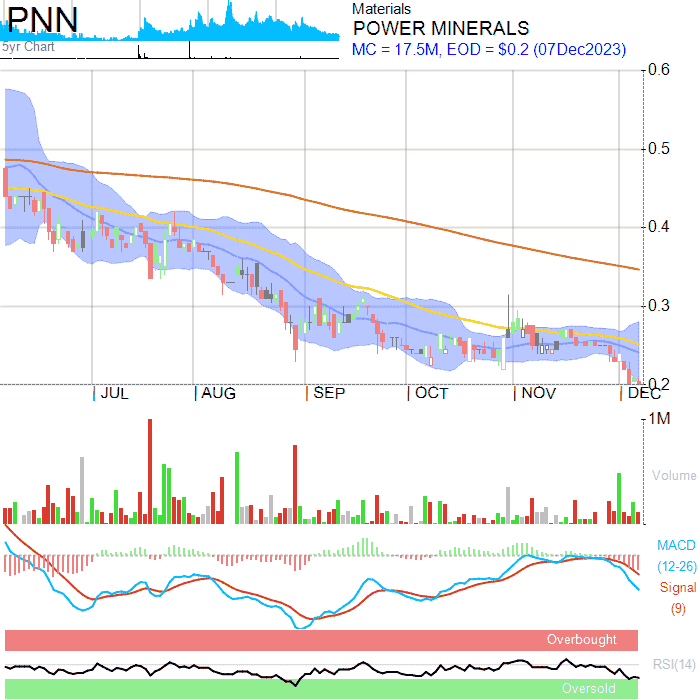 PNN
5yr Chart
Materials
POWER MINERALS
MC = 17.5M, EOD = $0.2 (07Dec2023)
0.6
0.5
0.4
0.3
0.2
JUL AUG SEP OCT NOV DEC
1M
Volume
MACD
(12-26)
Signal
(9)
Overbought
RSI(14)
Oversold